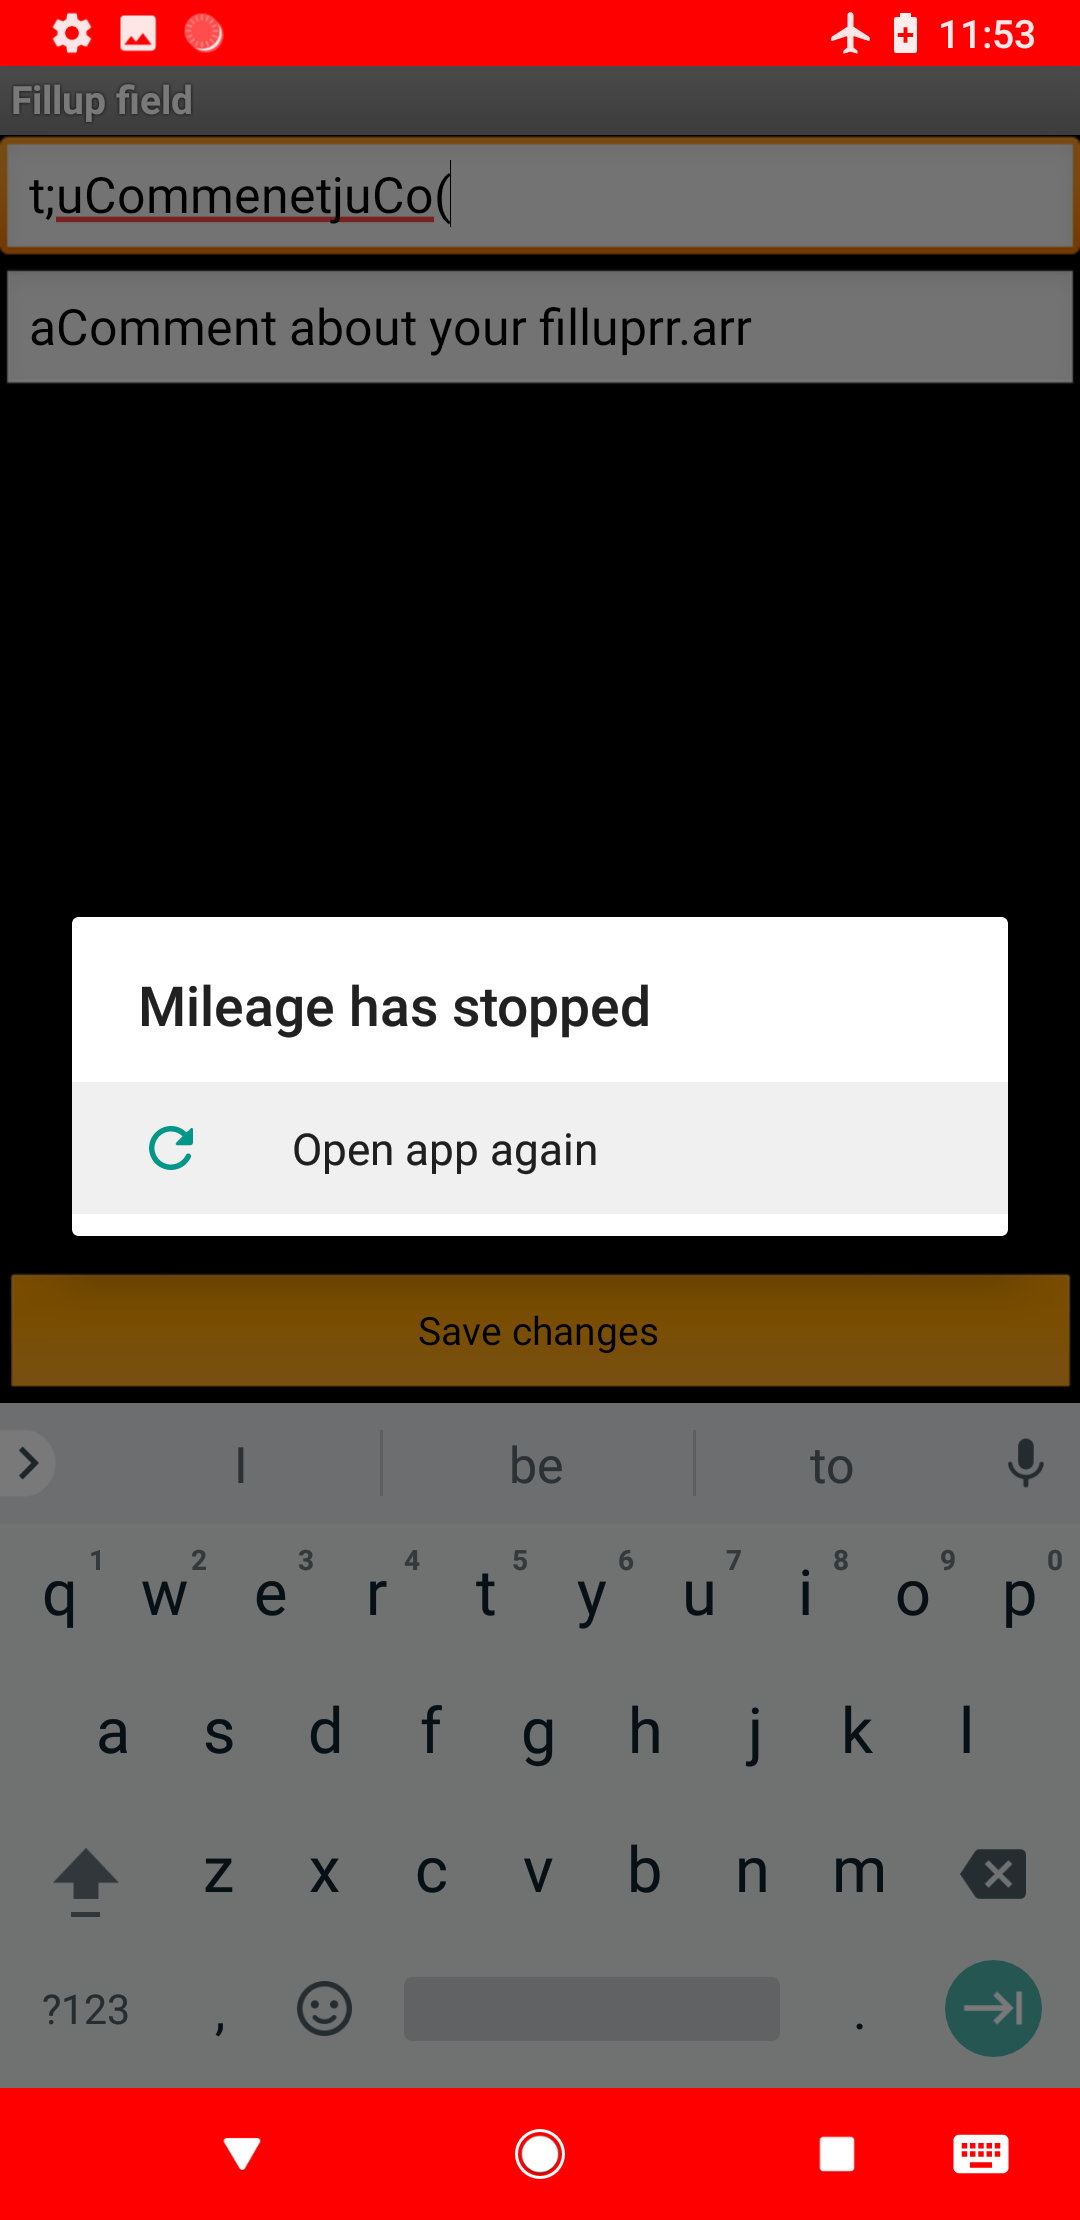 11:53
Fillup field
t;uCommenetjuCo(
aComment about your filluprr.arr
Mileage has stopped
Open app again
Save changes
I be to
1 2 3 4 5 6 7 8 9 0
q w e r t y u i o p
a s d f g h j k l
z x c v b n m
?123 , .